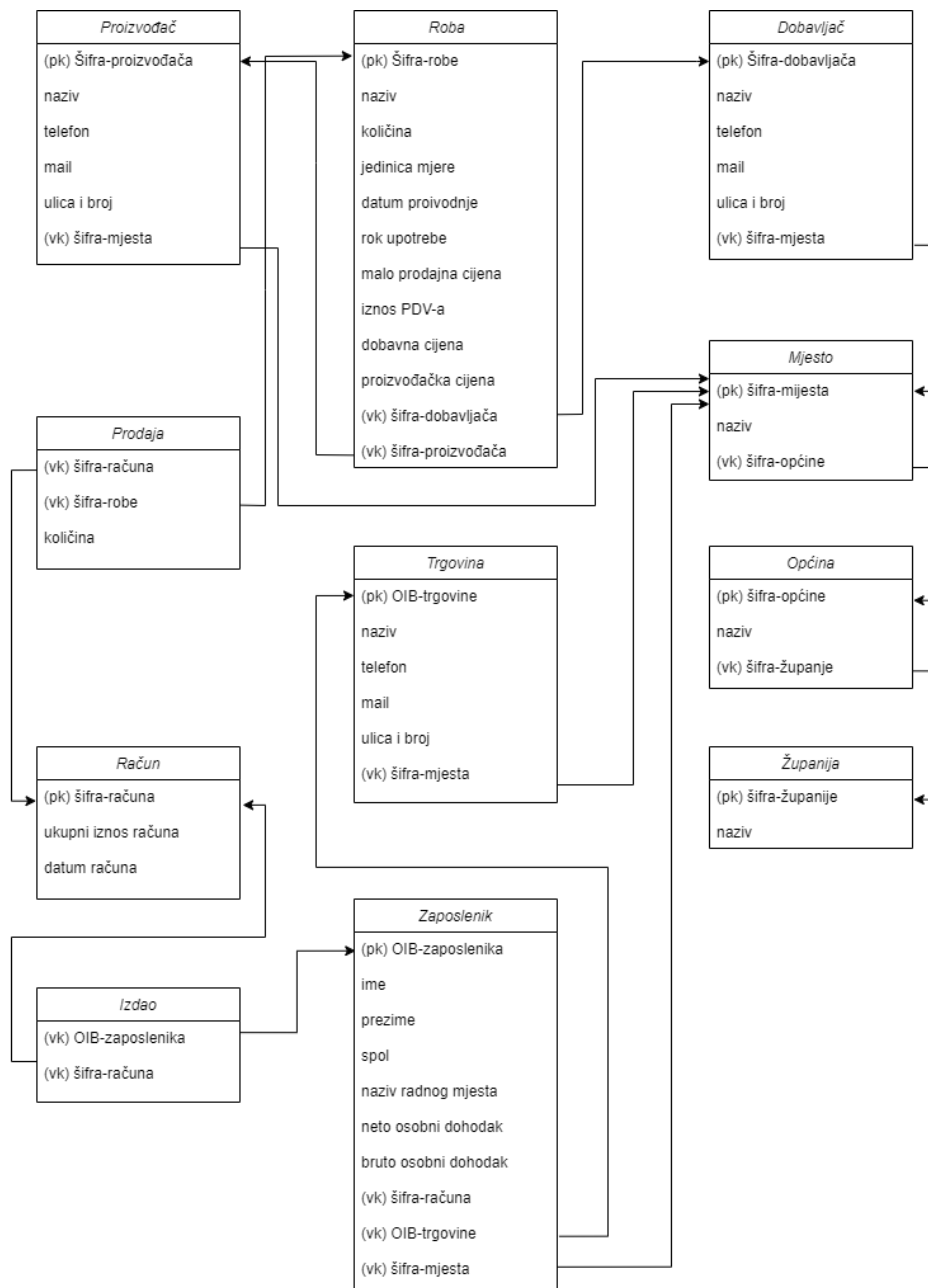 Proizvođač
(pk) Šifra-proizvođača
naziv
telefon
mail
ulica i broj
(vk) šifra-mjesta
Roba
(pk) Šifra-robe
naziv
količina
jedinica mjere
datum proivodnje
rok upotrebe
malo prodajna cijena
iznos PDV-a
dobavna cijena
proizvođačka cijena
(vk) šifra-dobavljača
(vk) šifra-proizvođača
Dobavljač
(pk) Šifra-dobavljača
naziv
telefon
mail
ulica i broj
(vk) šifra-mjesta
Mjesto
(pk) šifra-mijesta
naziv
(vk) šifra-općine
Prodaja
(vk) šifra-računa
(vk) šifra-robe
količina
Trgovina
(pk) OIB-trgovine
naziv
telefon
mail
ulica i broj
(vk) šifra-mjesta
Općina
(pk) šifra-općine
naziv
(vk) šifra-župan​je
Račun
(pk) šifra-računa
ukupni iznos računa
datum računa
Županija
(pk) šifra-županije
naziv
Zaposlenik
(pk) OIB-zaposlenika
ime
prezime
spol
naziv radnog mjesta
neto osobni dohodak
bruto osobni dohodak
(vk) šifra-računa
(vk) OIB-trgovine
(vk) šifra-mjesta
Izdao
(vk) OIB-zaposlenika
(vk) šifra-računa